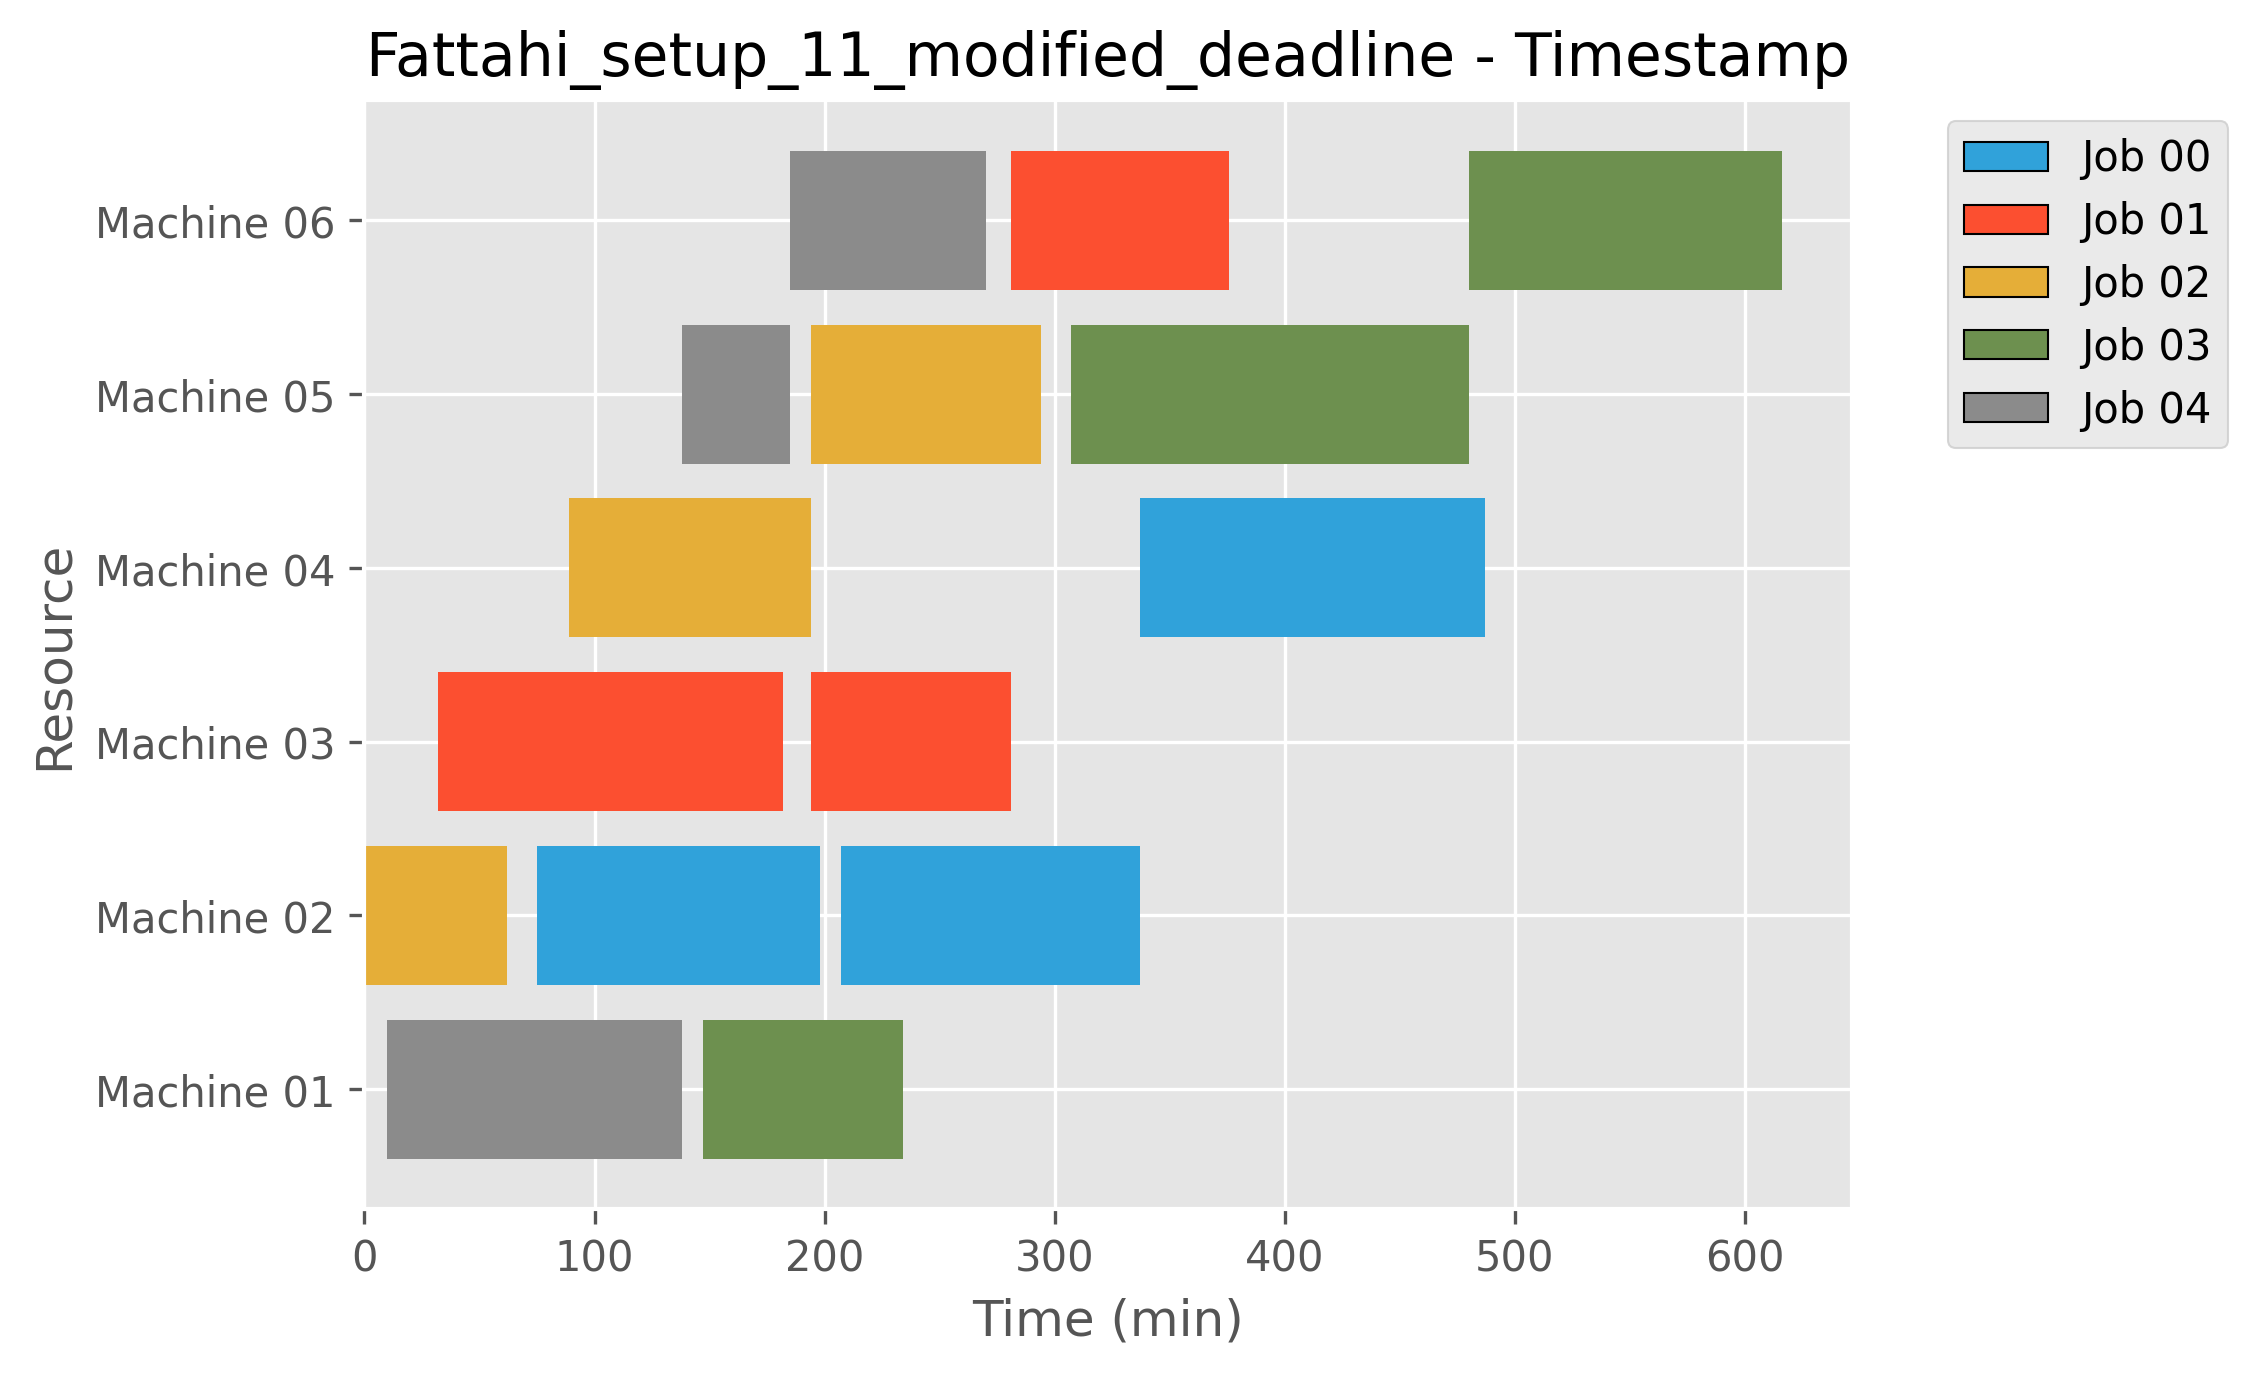 Fattahi_setup_11_modified_deadline - Timestamp
Job 00
Job 01
Job 02
Job 03
Job 04
Resource
Machine 06
Machine 05
Machine 04
Machine 03
Machine 02
Machine 01
0 100 200 300 400 500 600
Time (min)